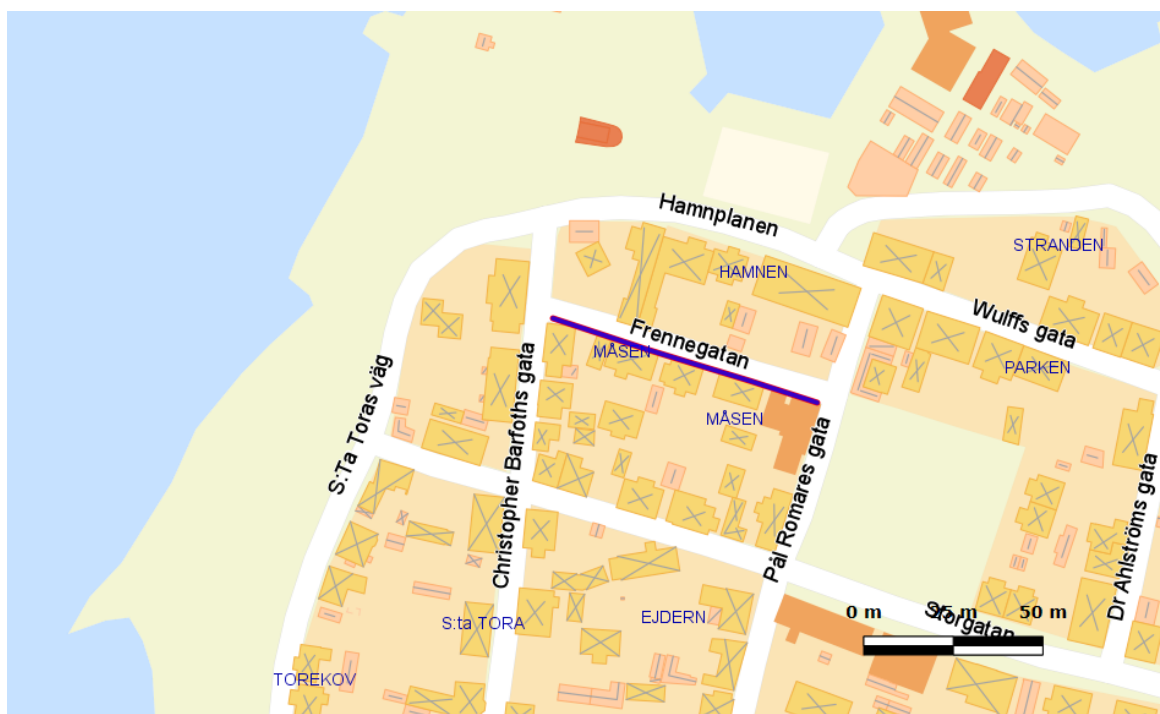 Hamnplanen
STRANDEN
HAMNEN
Wulffs gata
Frennegatan
MÅSEN
PARKEN
S:Ta Toras väg
Christopher Barfoths gata
MÅSEN
Pål Romares gata
Dr Ahlströms gata
0 m 25 m 50 m
Storgatan
S:ta TORA
EJDERN
TOREKOV